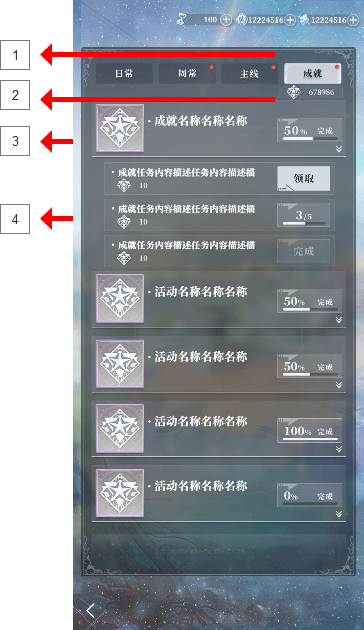 100 12224516 12224516
1
日常 周常 主线 成就
2
678986
3
· 成就名称名称名称
50% 完成
· 成就任务内容描述任务内容描
10
领取
4
· 成就任务内容描述任务内容描
10
3/5
· 成就任务内容描述任务内容描
10
完成
· 活动名称名称名称
50% 完成
· 活动名称名称名称
50% 完成
· 活动名称名称名称
100% 完成
· 活动名称名称名称
0% 完成